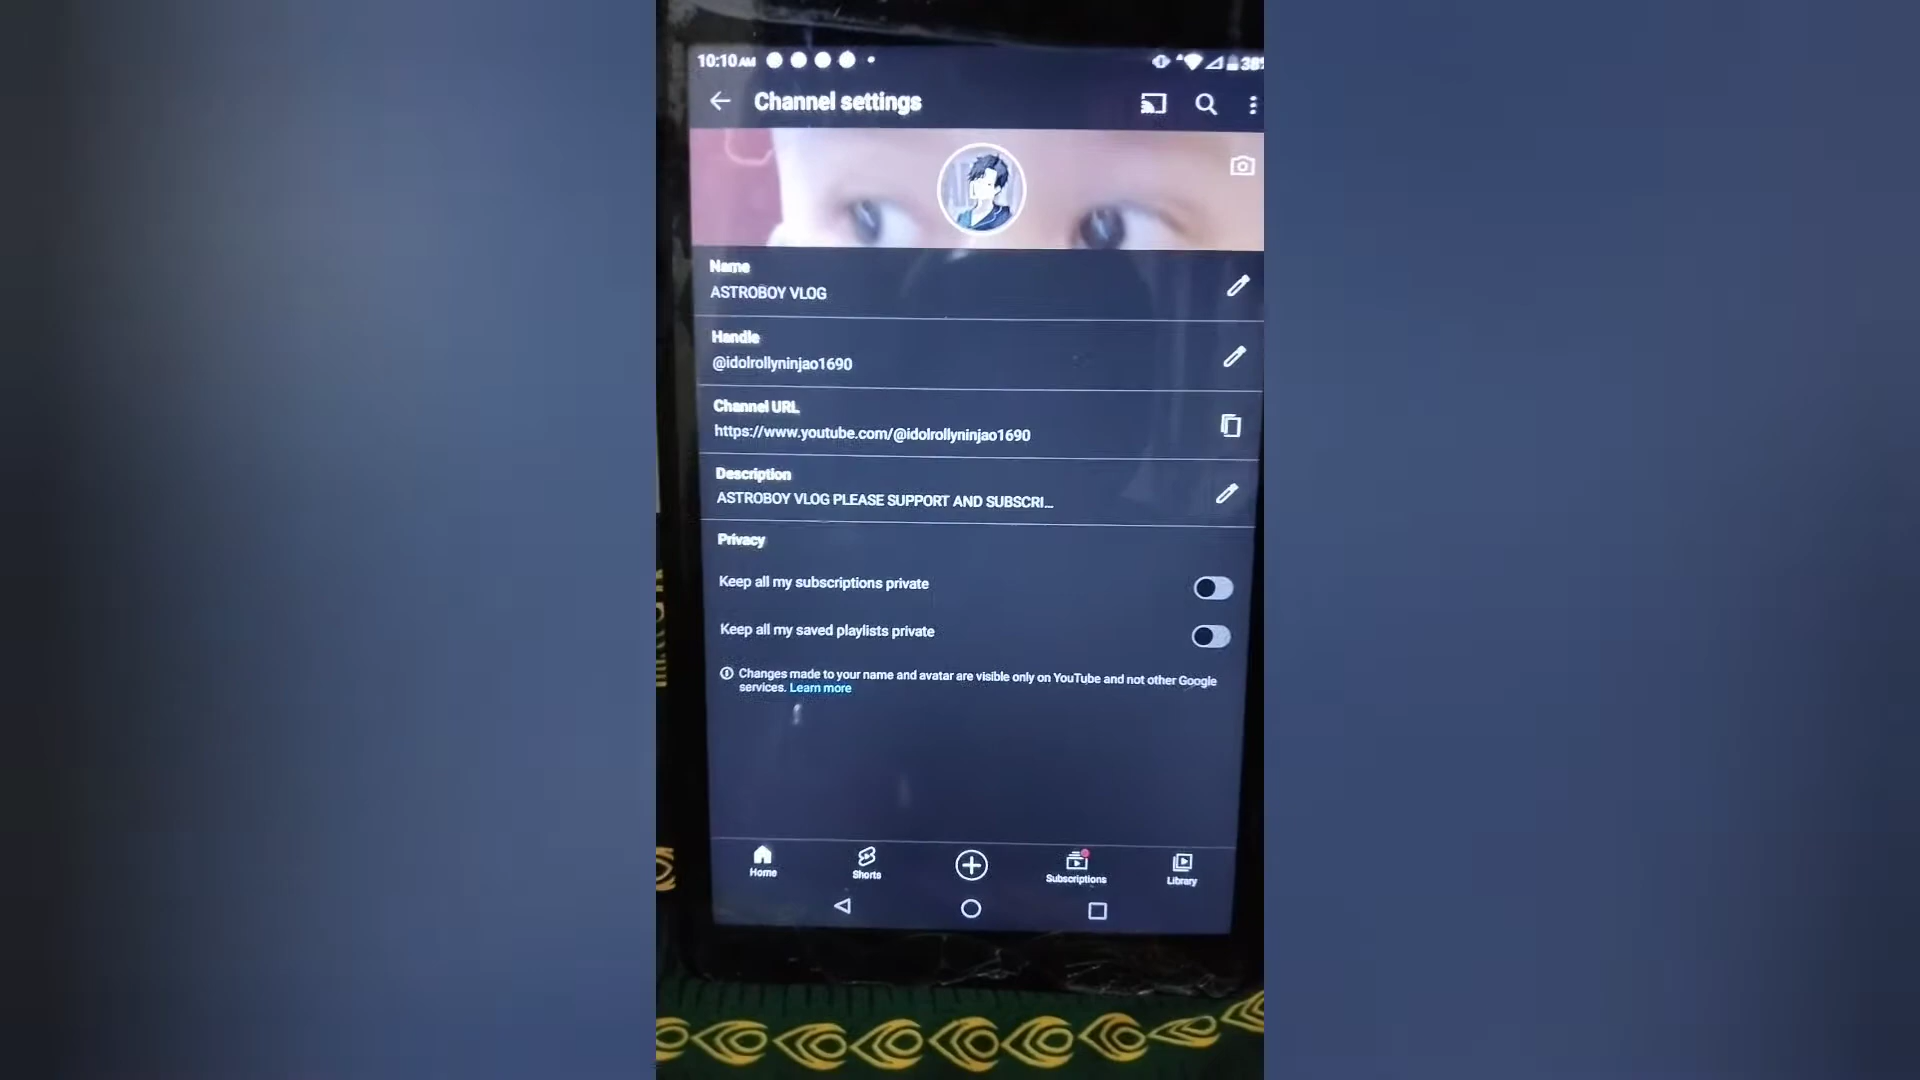 10:10 AM
Channel settings
Name
ASTROBOY VLOG
Handle
@idolrollyninjao1690
Channel URL
https://www.youtube.com/@idolrollyninjao1690
Description
ASTROBOY VLOG PLEASE SUPPORT AND SUBSCRI...
Privacy
Keep all my subscriptions private
Keep all my saved playlists private
Changes made to your name and avatar are visible only on YouTube and not other Google
services. Learn more
Home
Shorts
Subscriptions
Library